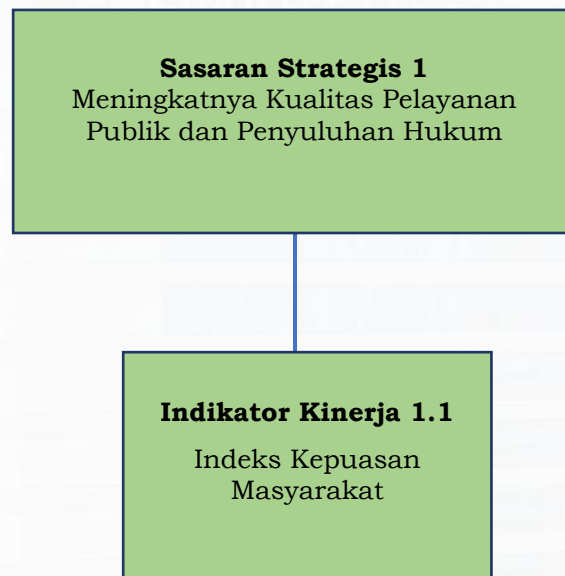 Sasaran Strategis 1
Meningkatnya Kualitas Pelayanan
Publik dan Penyuluhan Hukum
Indikator Kinerja 1.1
Indeks Kepuasan
Masyarakat